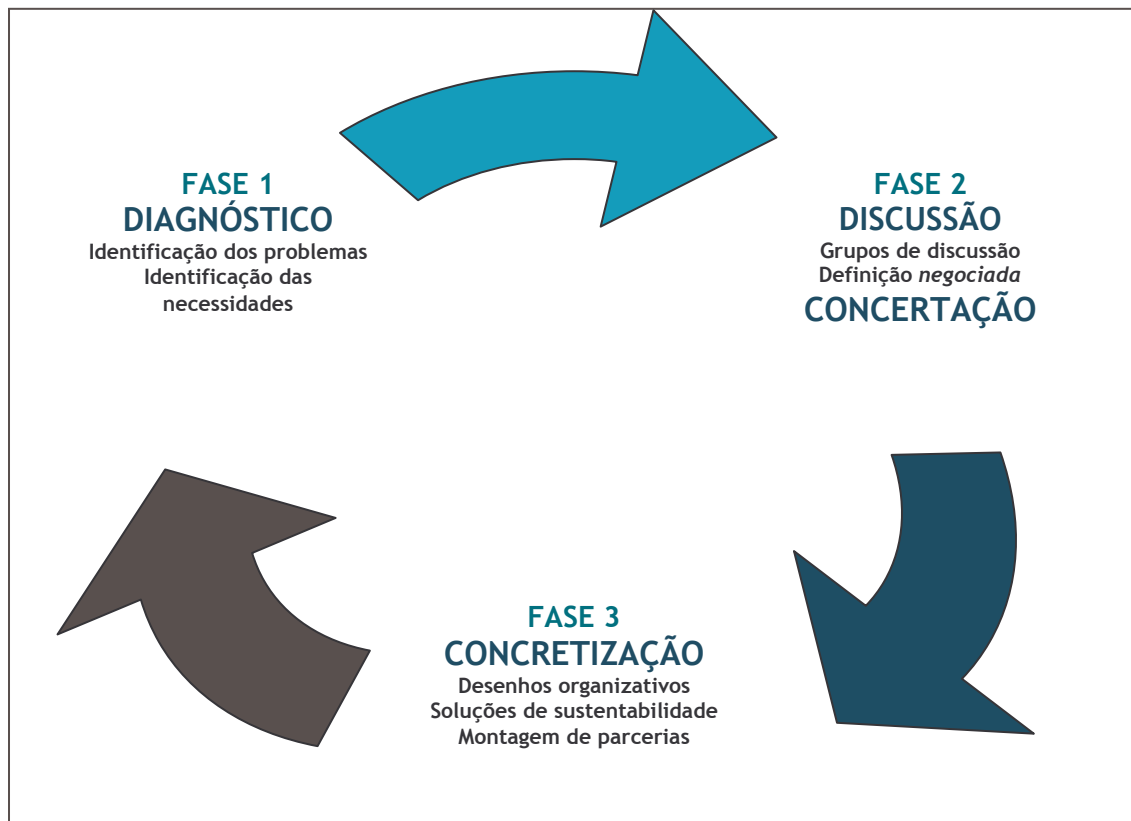 FASE 1
DIAGNÓSTICO
Identificação dos problemas
Identificação das
necessidades
FASE 2
DISCUSSÃO
Grupos de discussão
Definição negociada
CONCERTAÇÃO
FASE 3
CONCRETIZAÇÃO
Desenhos organizativos
Soluções de sustentabilidade
Montagem de parcerias